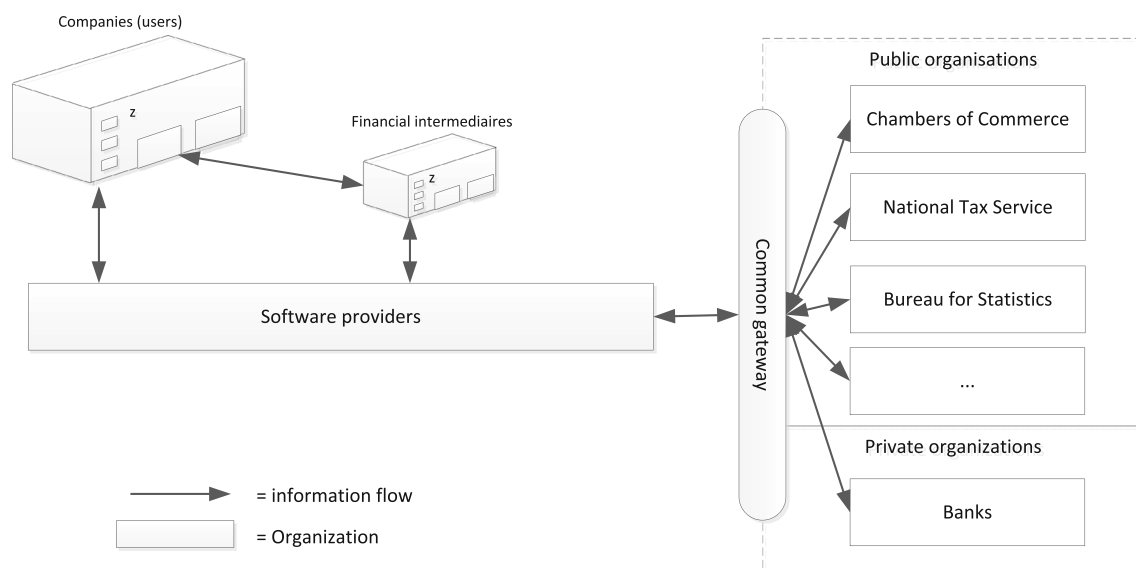 Companies (users)
z
Financial intermediaires
z
Software providers
Common gateway
Public organisations
Chambers of Commerce
National Tax Service
Bureau for Statistics
...
Private organizations
Banks
= information flow
= Organization